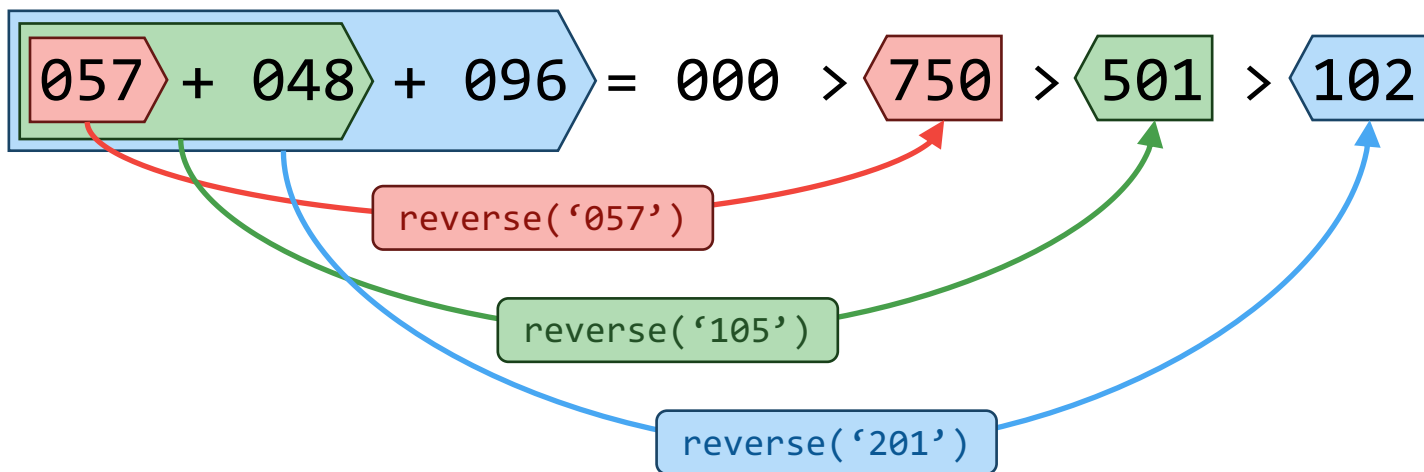 057 + 048 + 096 = 000 > 750 > 501 > 102
reverse(‘057’)
reverse(‘105’)
reverse(‘201’)